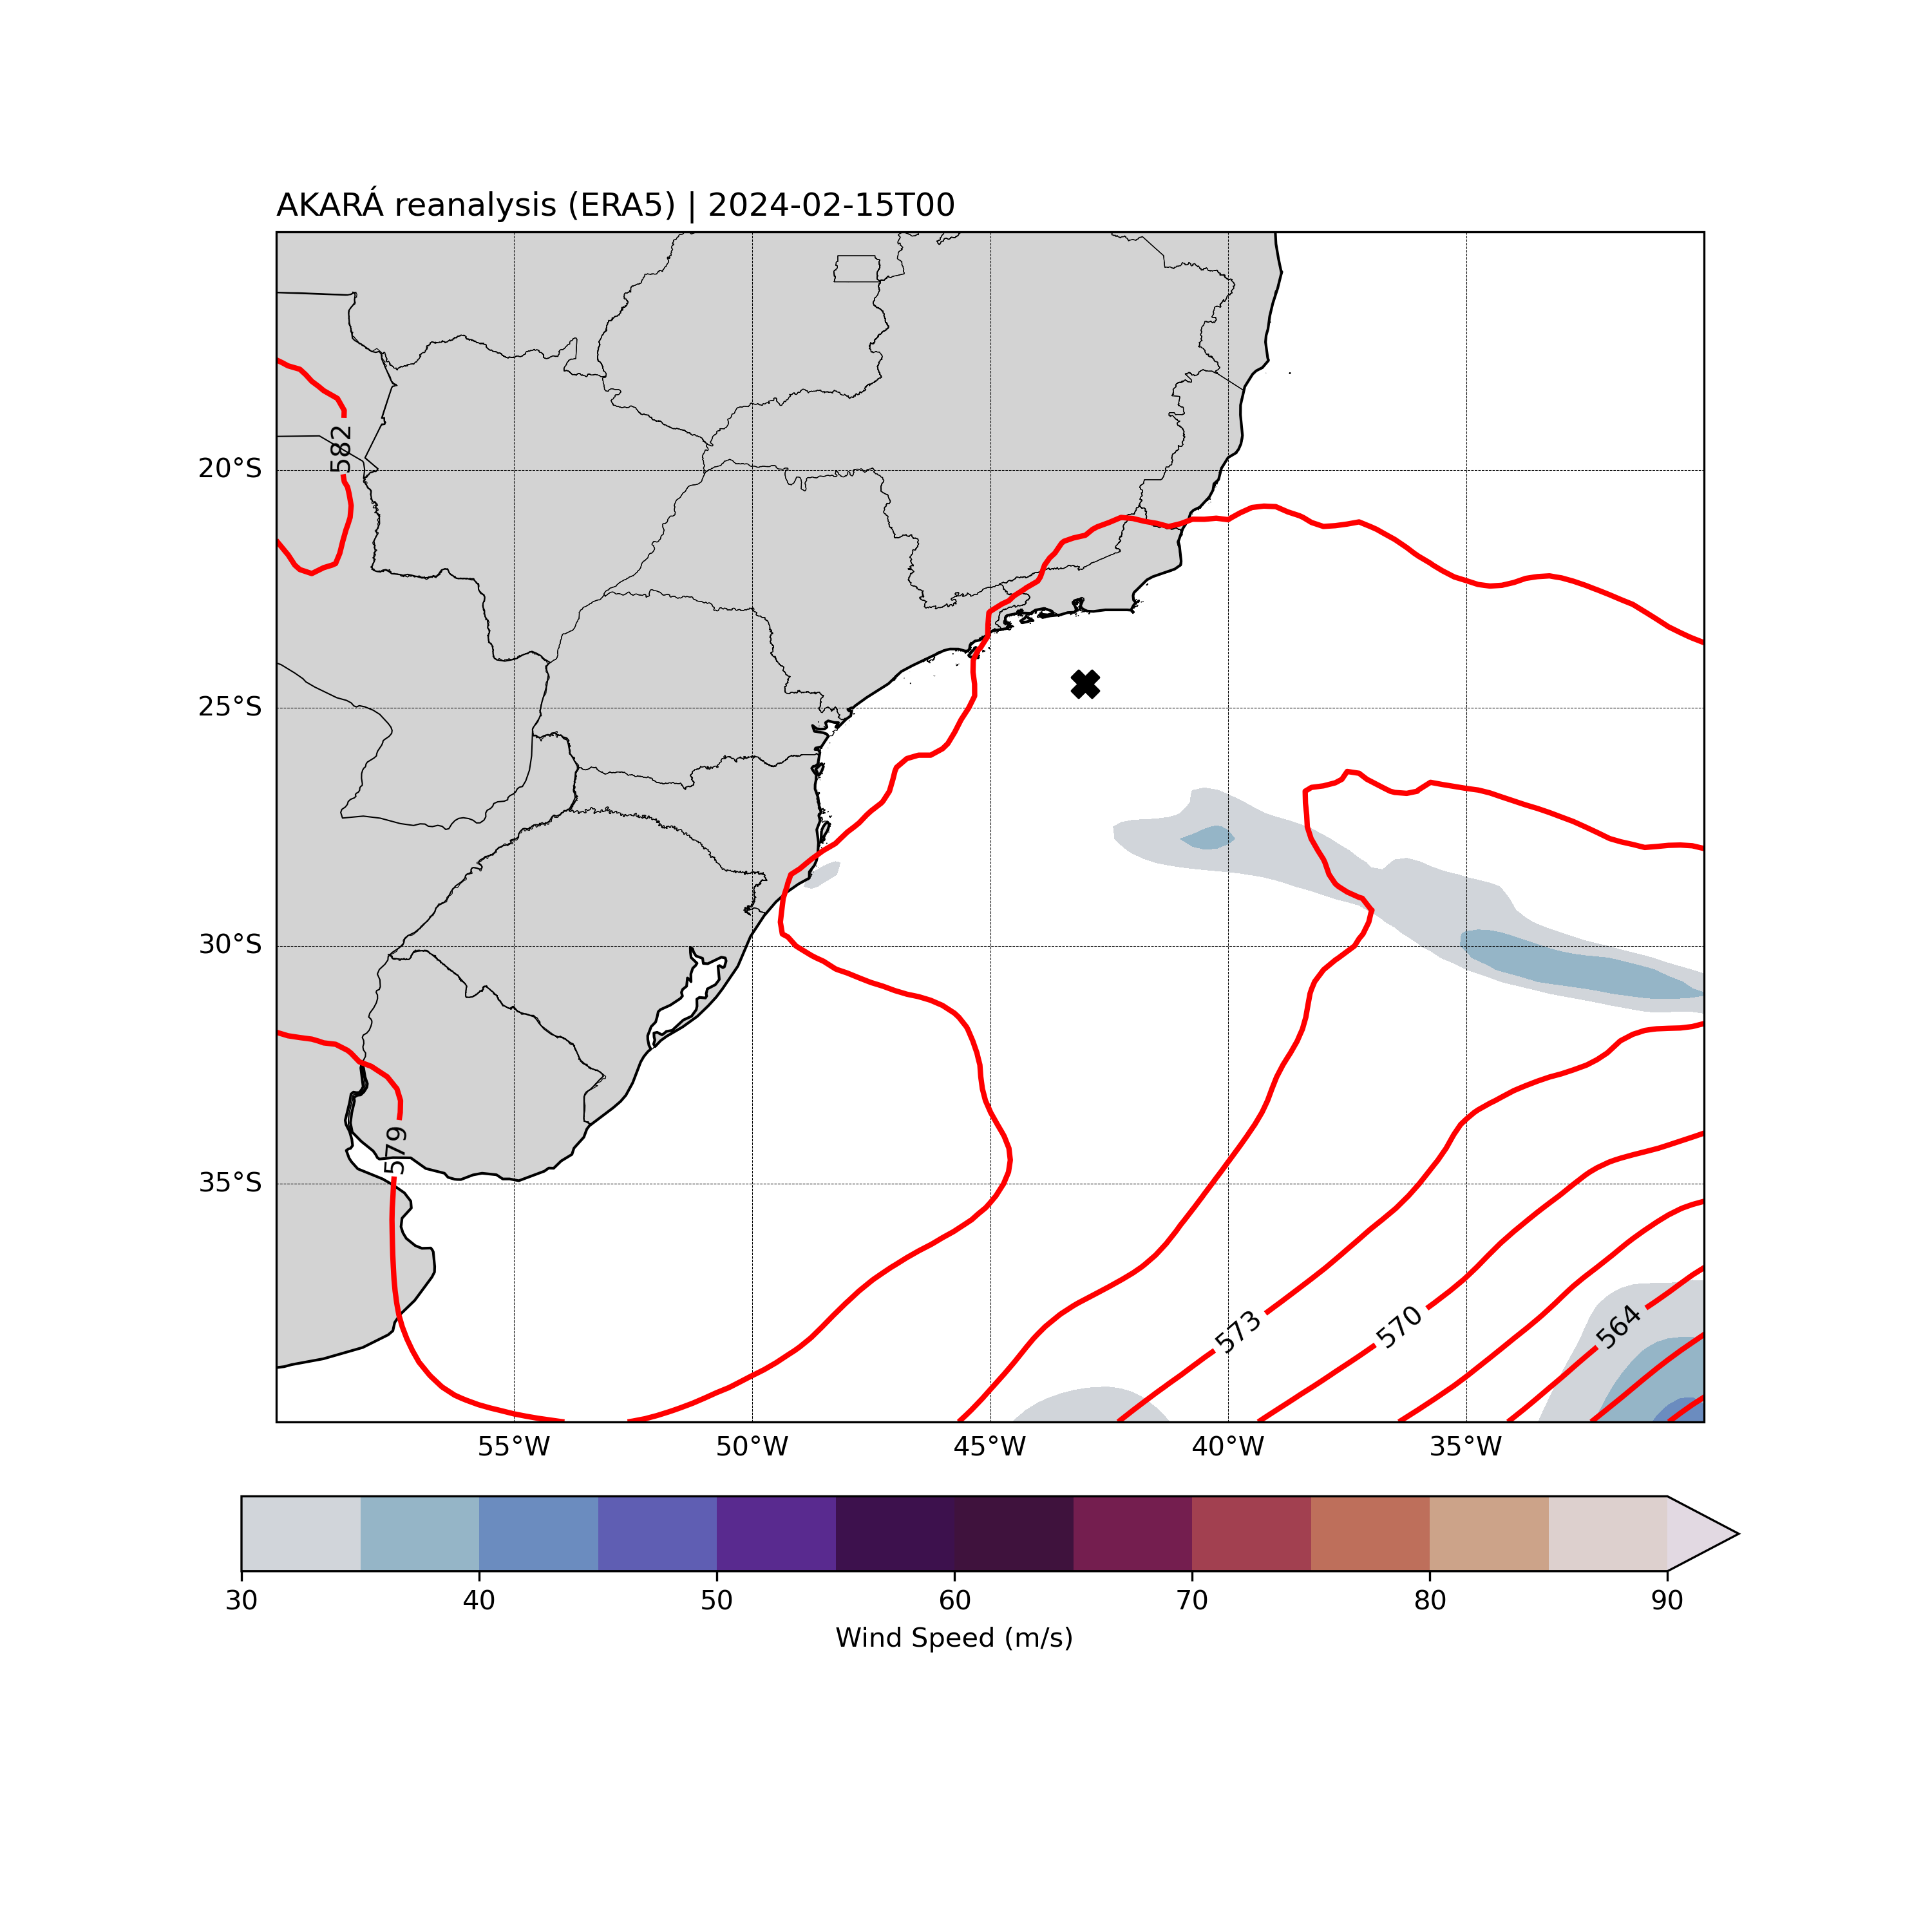 AKARÁ reanalysis (ERA5) | 2024-02-15T00
582
20°S
25°S
30°S
579
35°S
573
570
564
55°W 50°W 45°W 40°W 35°W
30 40 50 60 70 80 90
Wind Speed (m/s)